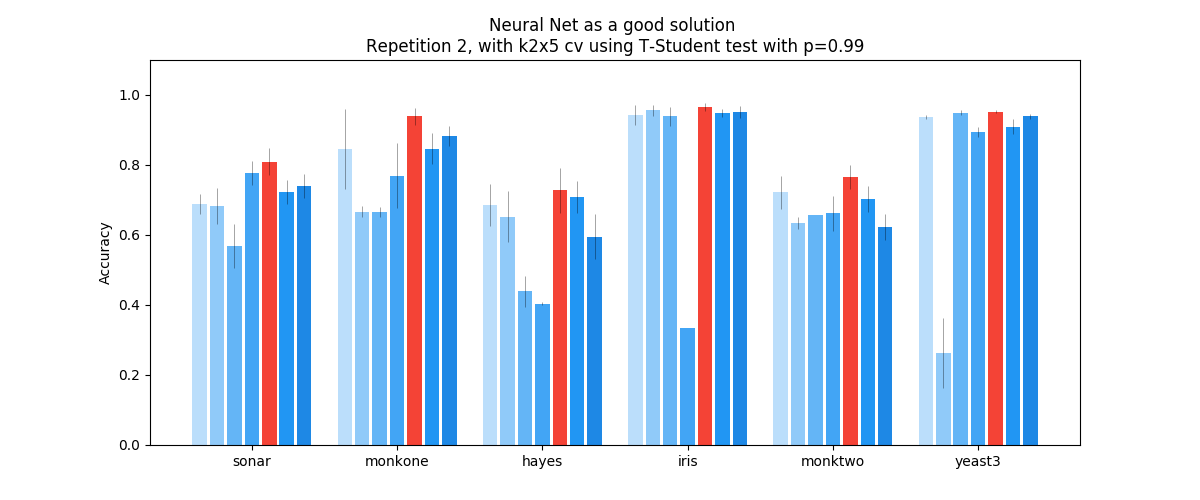 Neural Net as a good solution
Repetition 2, with k2x5 cv using T-Student test with p=0.99
Accuracy
1.0
0.8
0.6
0.4
0.2
0.0
sonar
monkone
hayes
iris
monktwo
yeast3